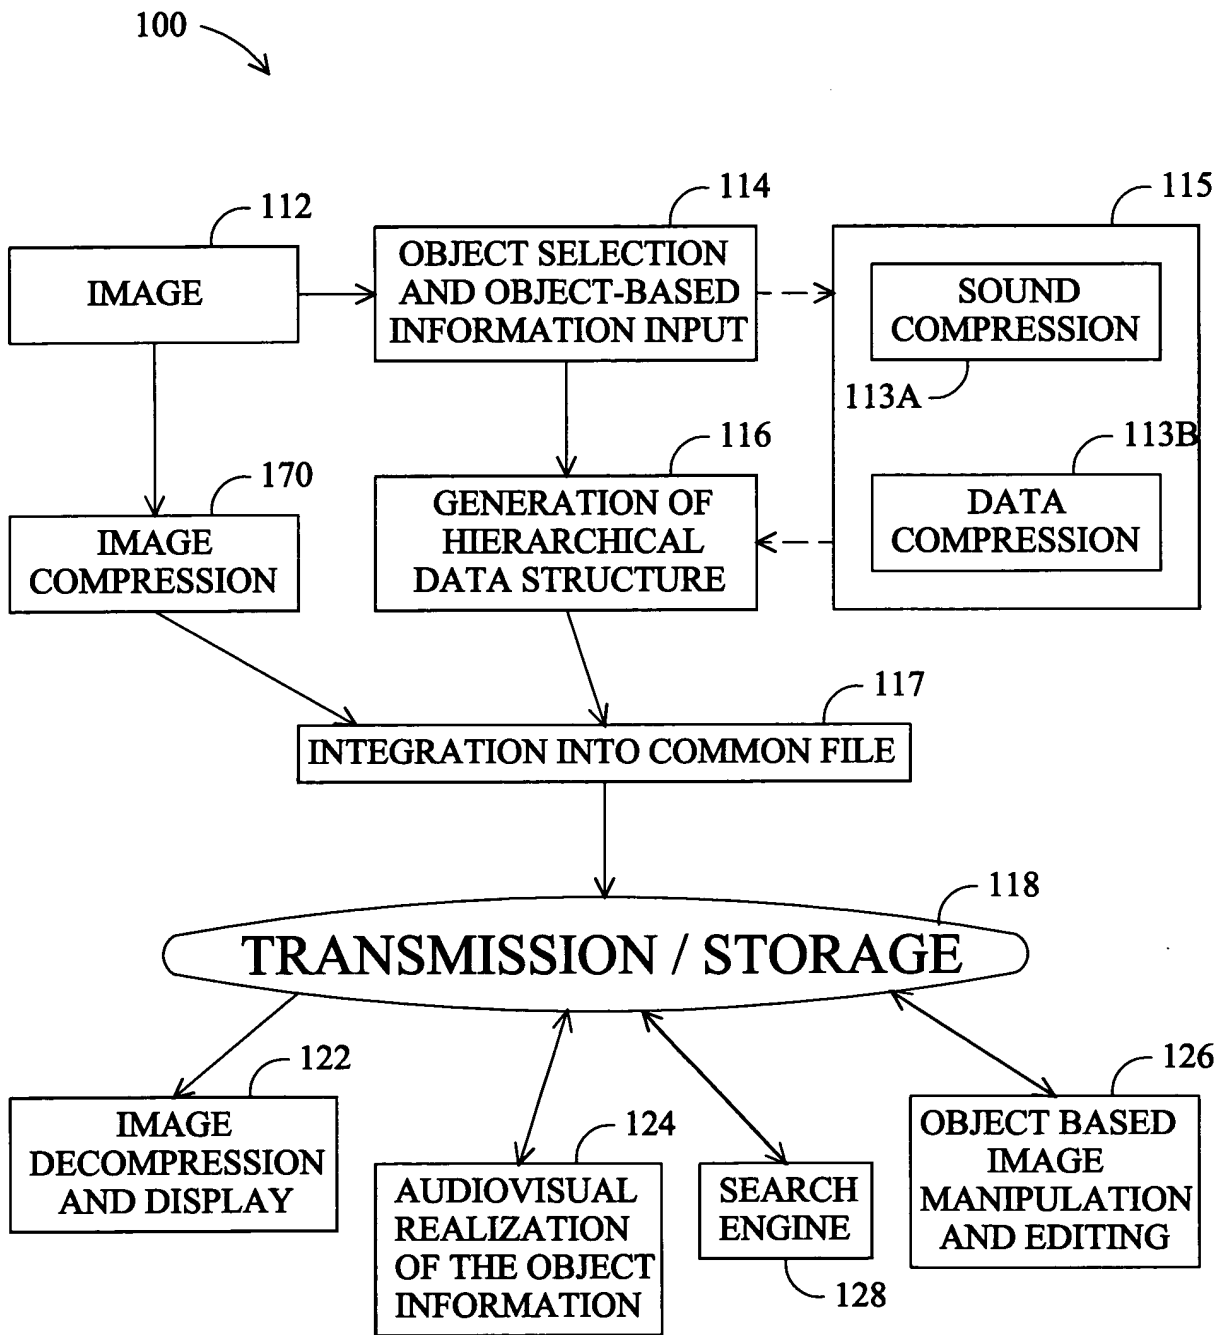 100
112
114
115
IMAGE
OBJECT SELECTION
AND OBJECT-BASED
INFORMATION INPUT
SOUND
COMPRESSION
113A
170
116
113B
IMAGE
COMPRESSION
GENERATION OF
HIERARCHICAL
DATA STRUCTURE
DATA
COMPRESSION
117
INTEGRATION INTO COMMON FILE
118
TRANSMISSION / STORAGE
122
IMAGE
DECOMPRESSION
AND DISPLAY
124
AUDIOVISUAL
REALIZATION
OF THE OBJECT
INFORMATION
SEARCH
ENGINE
128
126
OBJECT BASED
IMAGE
MANIPULATION
AND EDITING